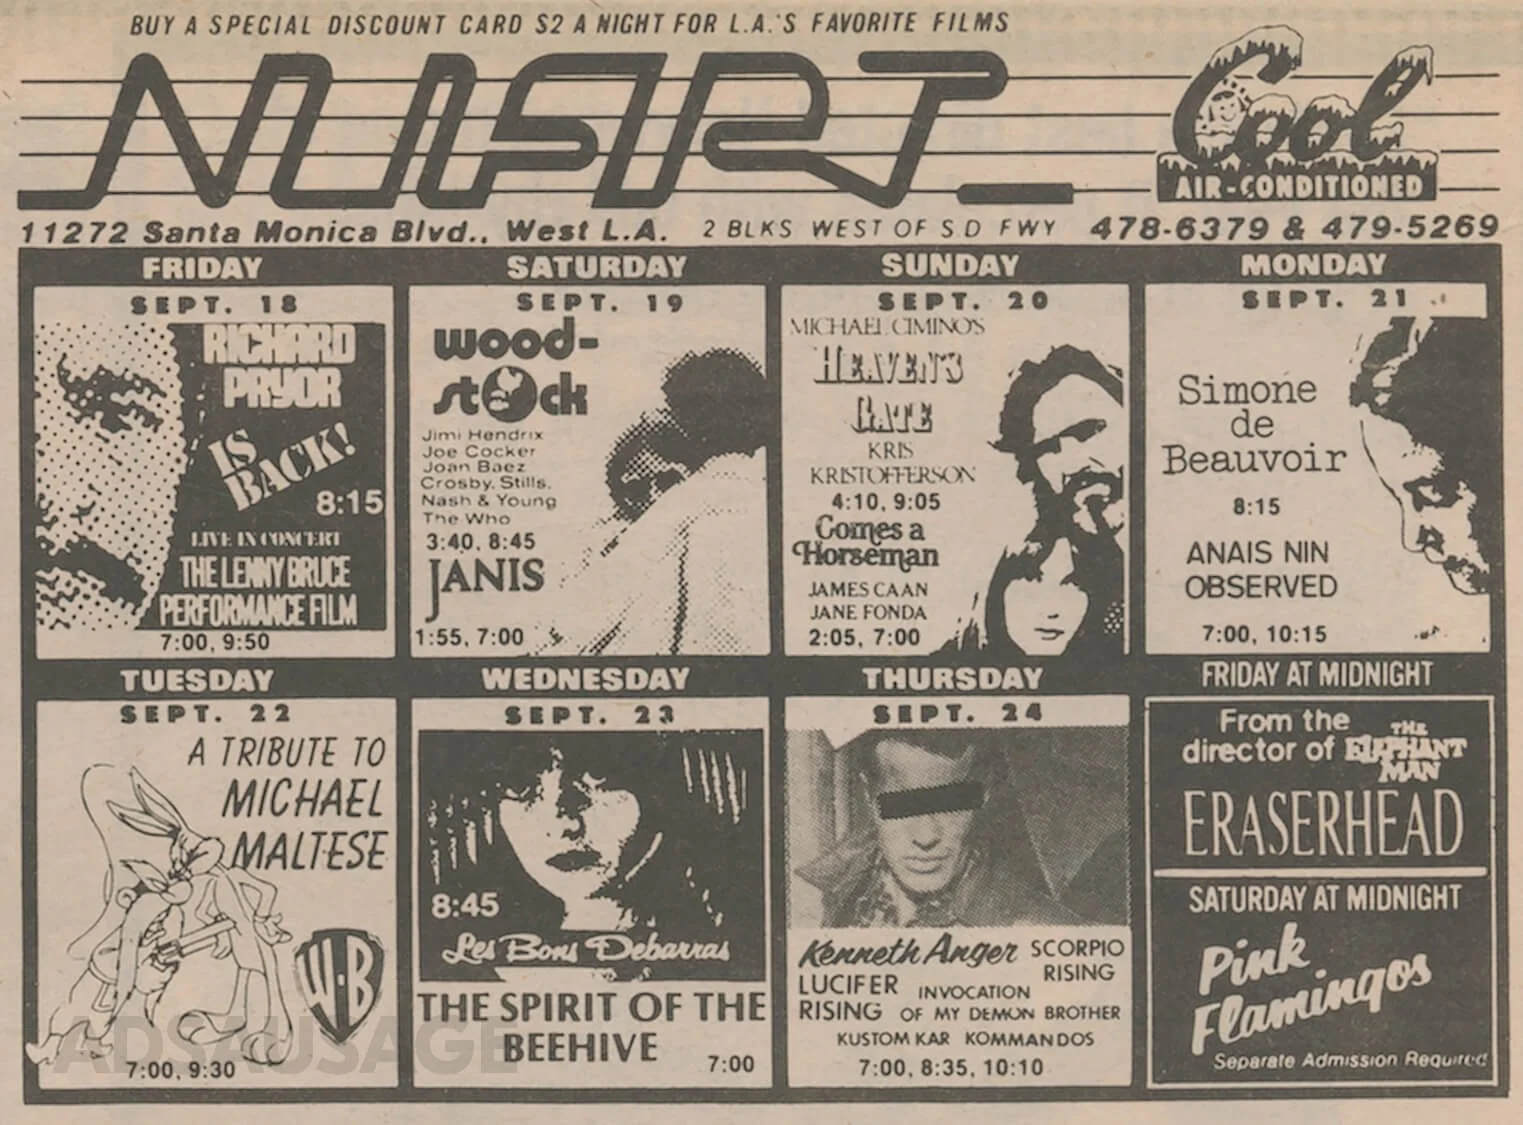 BUY A SPECIAL DISCOUNT CARD $2 A NIGHT FOR L.A.'S FAVORITE FILMS
NUART
Cool
AIR-CONDITIONED
11272 Santa Monica Blvd., West L.A. 2 BLKS WEST OF S.D FWY 478-6379 & 479-5269
FRIDAY
SEPT. 18
RICHARD
PRYOR
IS
BACK!
8:15
LIVE IN CONCERT
THE LENNY BRUCE
PERFORMANCE FILM
7:00, 9:50
SATURDAY
SEPT. 19
wood-
stock
Jimi Hendrix
Joe Cocker
Joan Baez
Crosby, Stills,
Nash & Young
The Who
3:40, 8:45
JANIS
1:55, 7:00
SUNDAY
SEPT. 20
MICHAEL CIMINO'S
HEAVEN'S
GATE
KRIS
KRISTOFFERSON
4:10, 9:05
Comes a
Horseman
JAMES CAAN
JANE FONDA
2:05, 7:00
MONDAY
SEPT. 21
Simone
de
Beauvoir
8:15
ANAIS NIN
OBSERVED
7:00, 10:15
TUESDAY
SEPT. 22
A TRIBUTE TO
MICHAEL
MALTESE
WB
7:00, 9:30
WEDNESDAY
SEPT. 23
8:45
Les Bons Debarras
THE SPIRIT OF THE
BEEHIVE
7:00
THURSDAY
SEPT. 24
Kenneth Anger SCORPIO
RISING
LUCIFER
RISING
INVOCATION
OF MY DEMON BROTHER
KUSTOM KAR KOMMANDOS
7:00, 8:35, 10:10
FRIDAY AT MIDNIGHT
From the
director of THE ELEPHANT MAN
ERASERHEAD
SATURDAY AT MIDNIGHT
Pink
Flamingos
Separate Admission Required
ADSAUSAGE